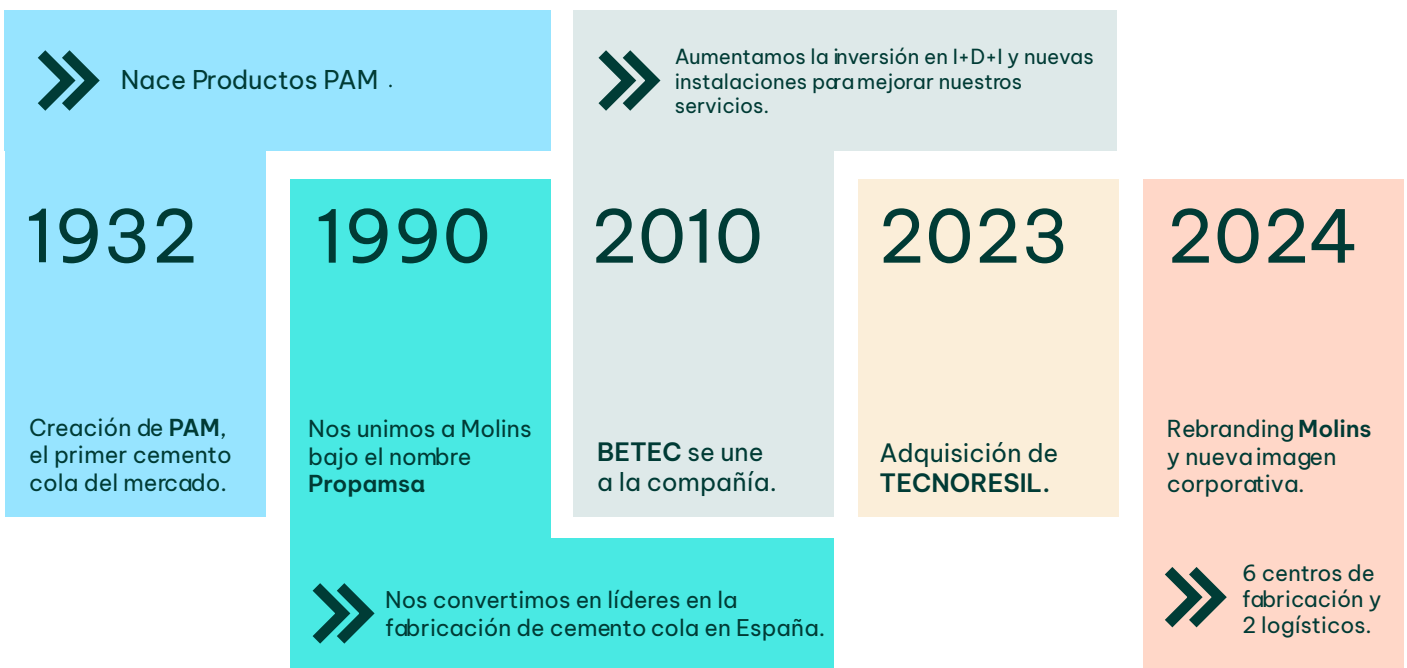 Nace Productos PAM .
1932
Creación de PAM,
el primer cemento
cola del mercado.
1990
Nos unimos a Molins
bajo el nombre
Propamsa
Nos convertimos en líderes en la
fabricación de cemento cola en España.
Aumentamos la inversión en I+D+I y nuevas
instalaciones para mejorar nuestros
servicios.
2010
BETEC se une
a la compañía.
2023
Adquisición de
TECNORESIL.
2024
Rebranding Molins
y nueva imagen
corporativa.
6 centros de
fabricación y
2 logísticos.